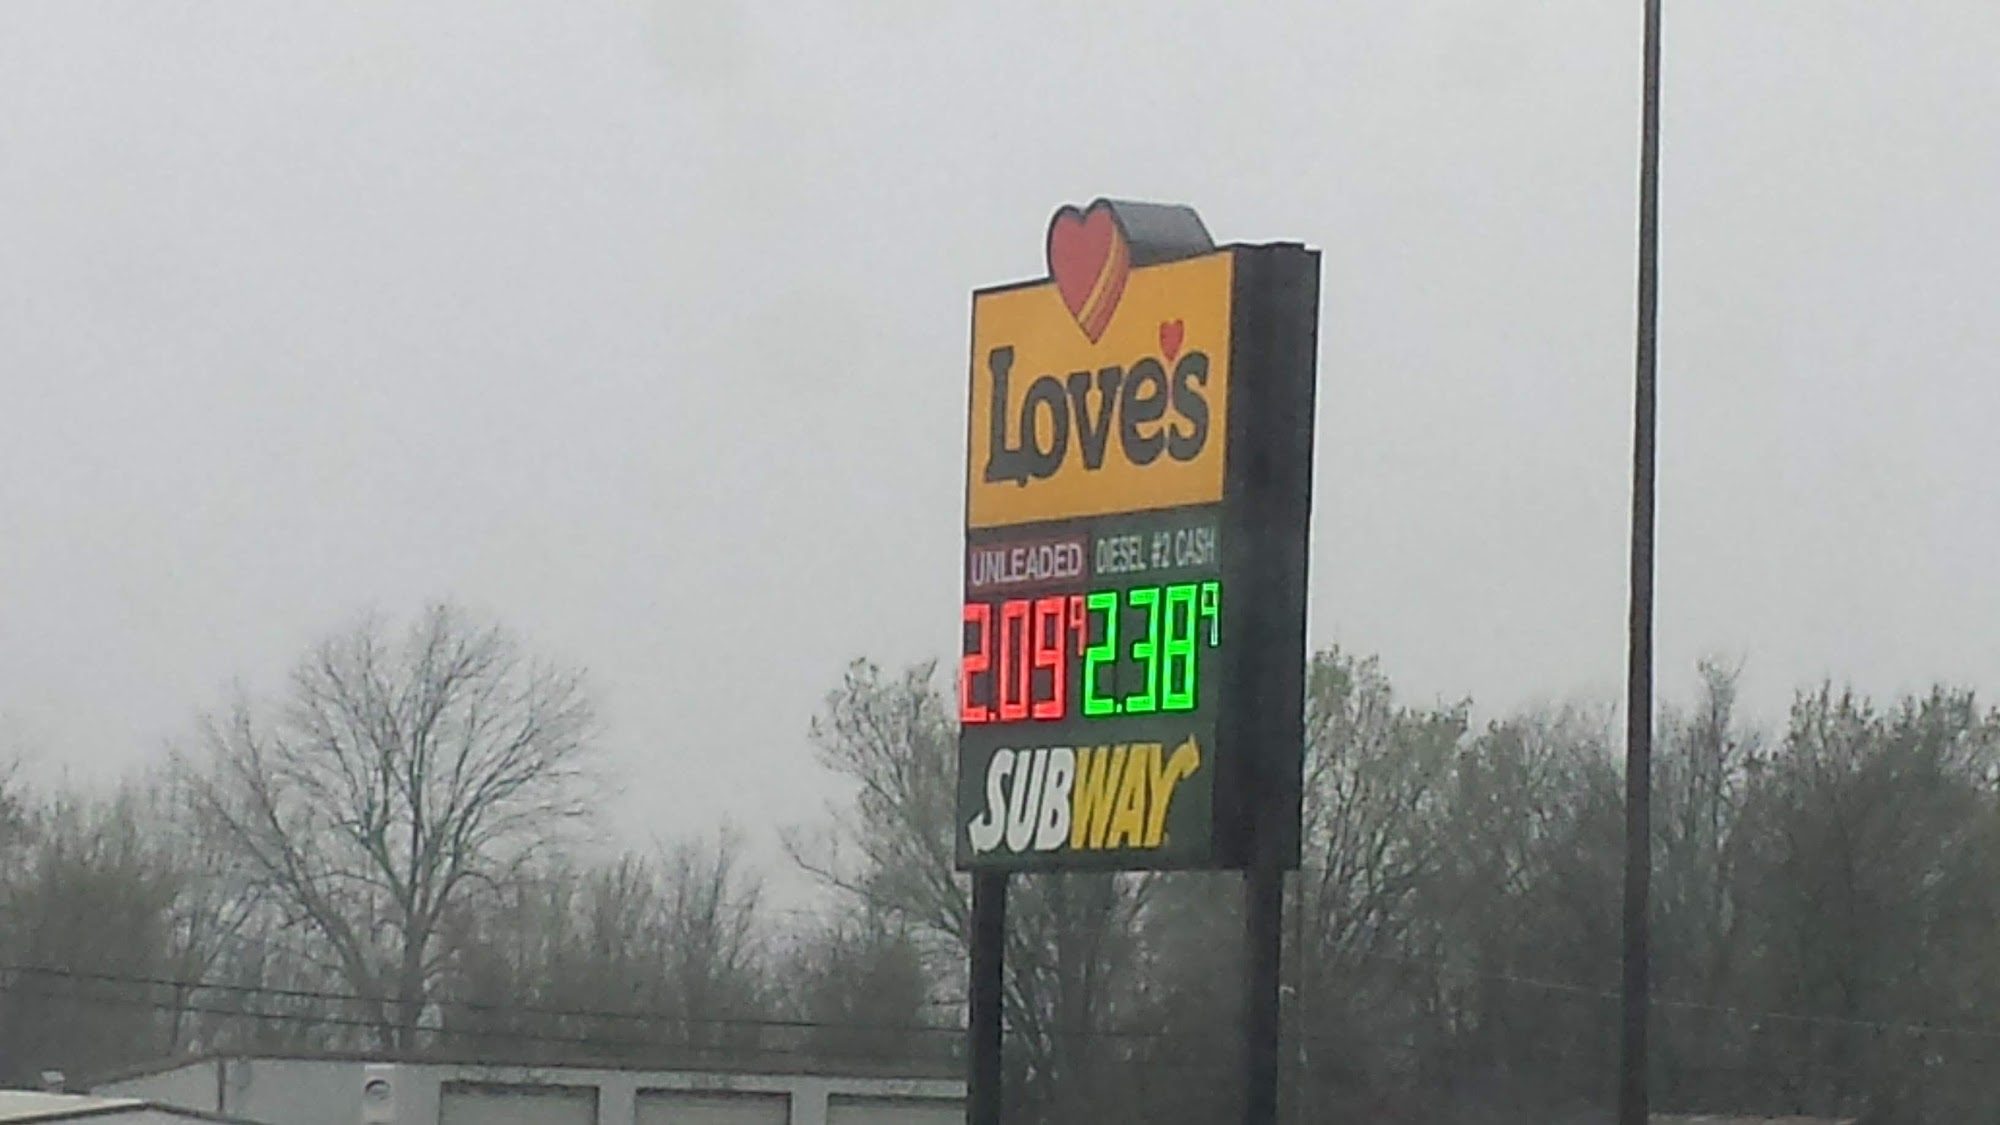 Love's
UNLEADED DIESEL #2 CASH
2.099 2.389
SUBWAY